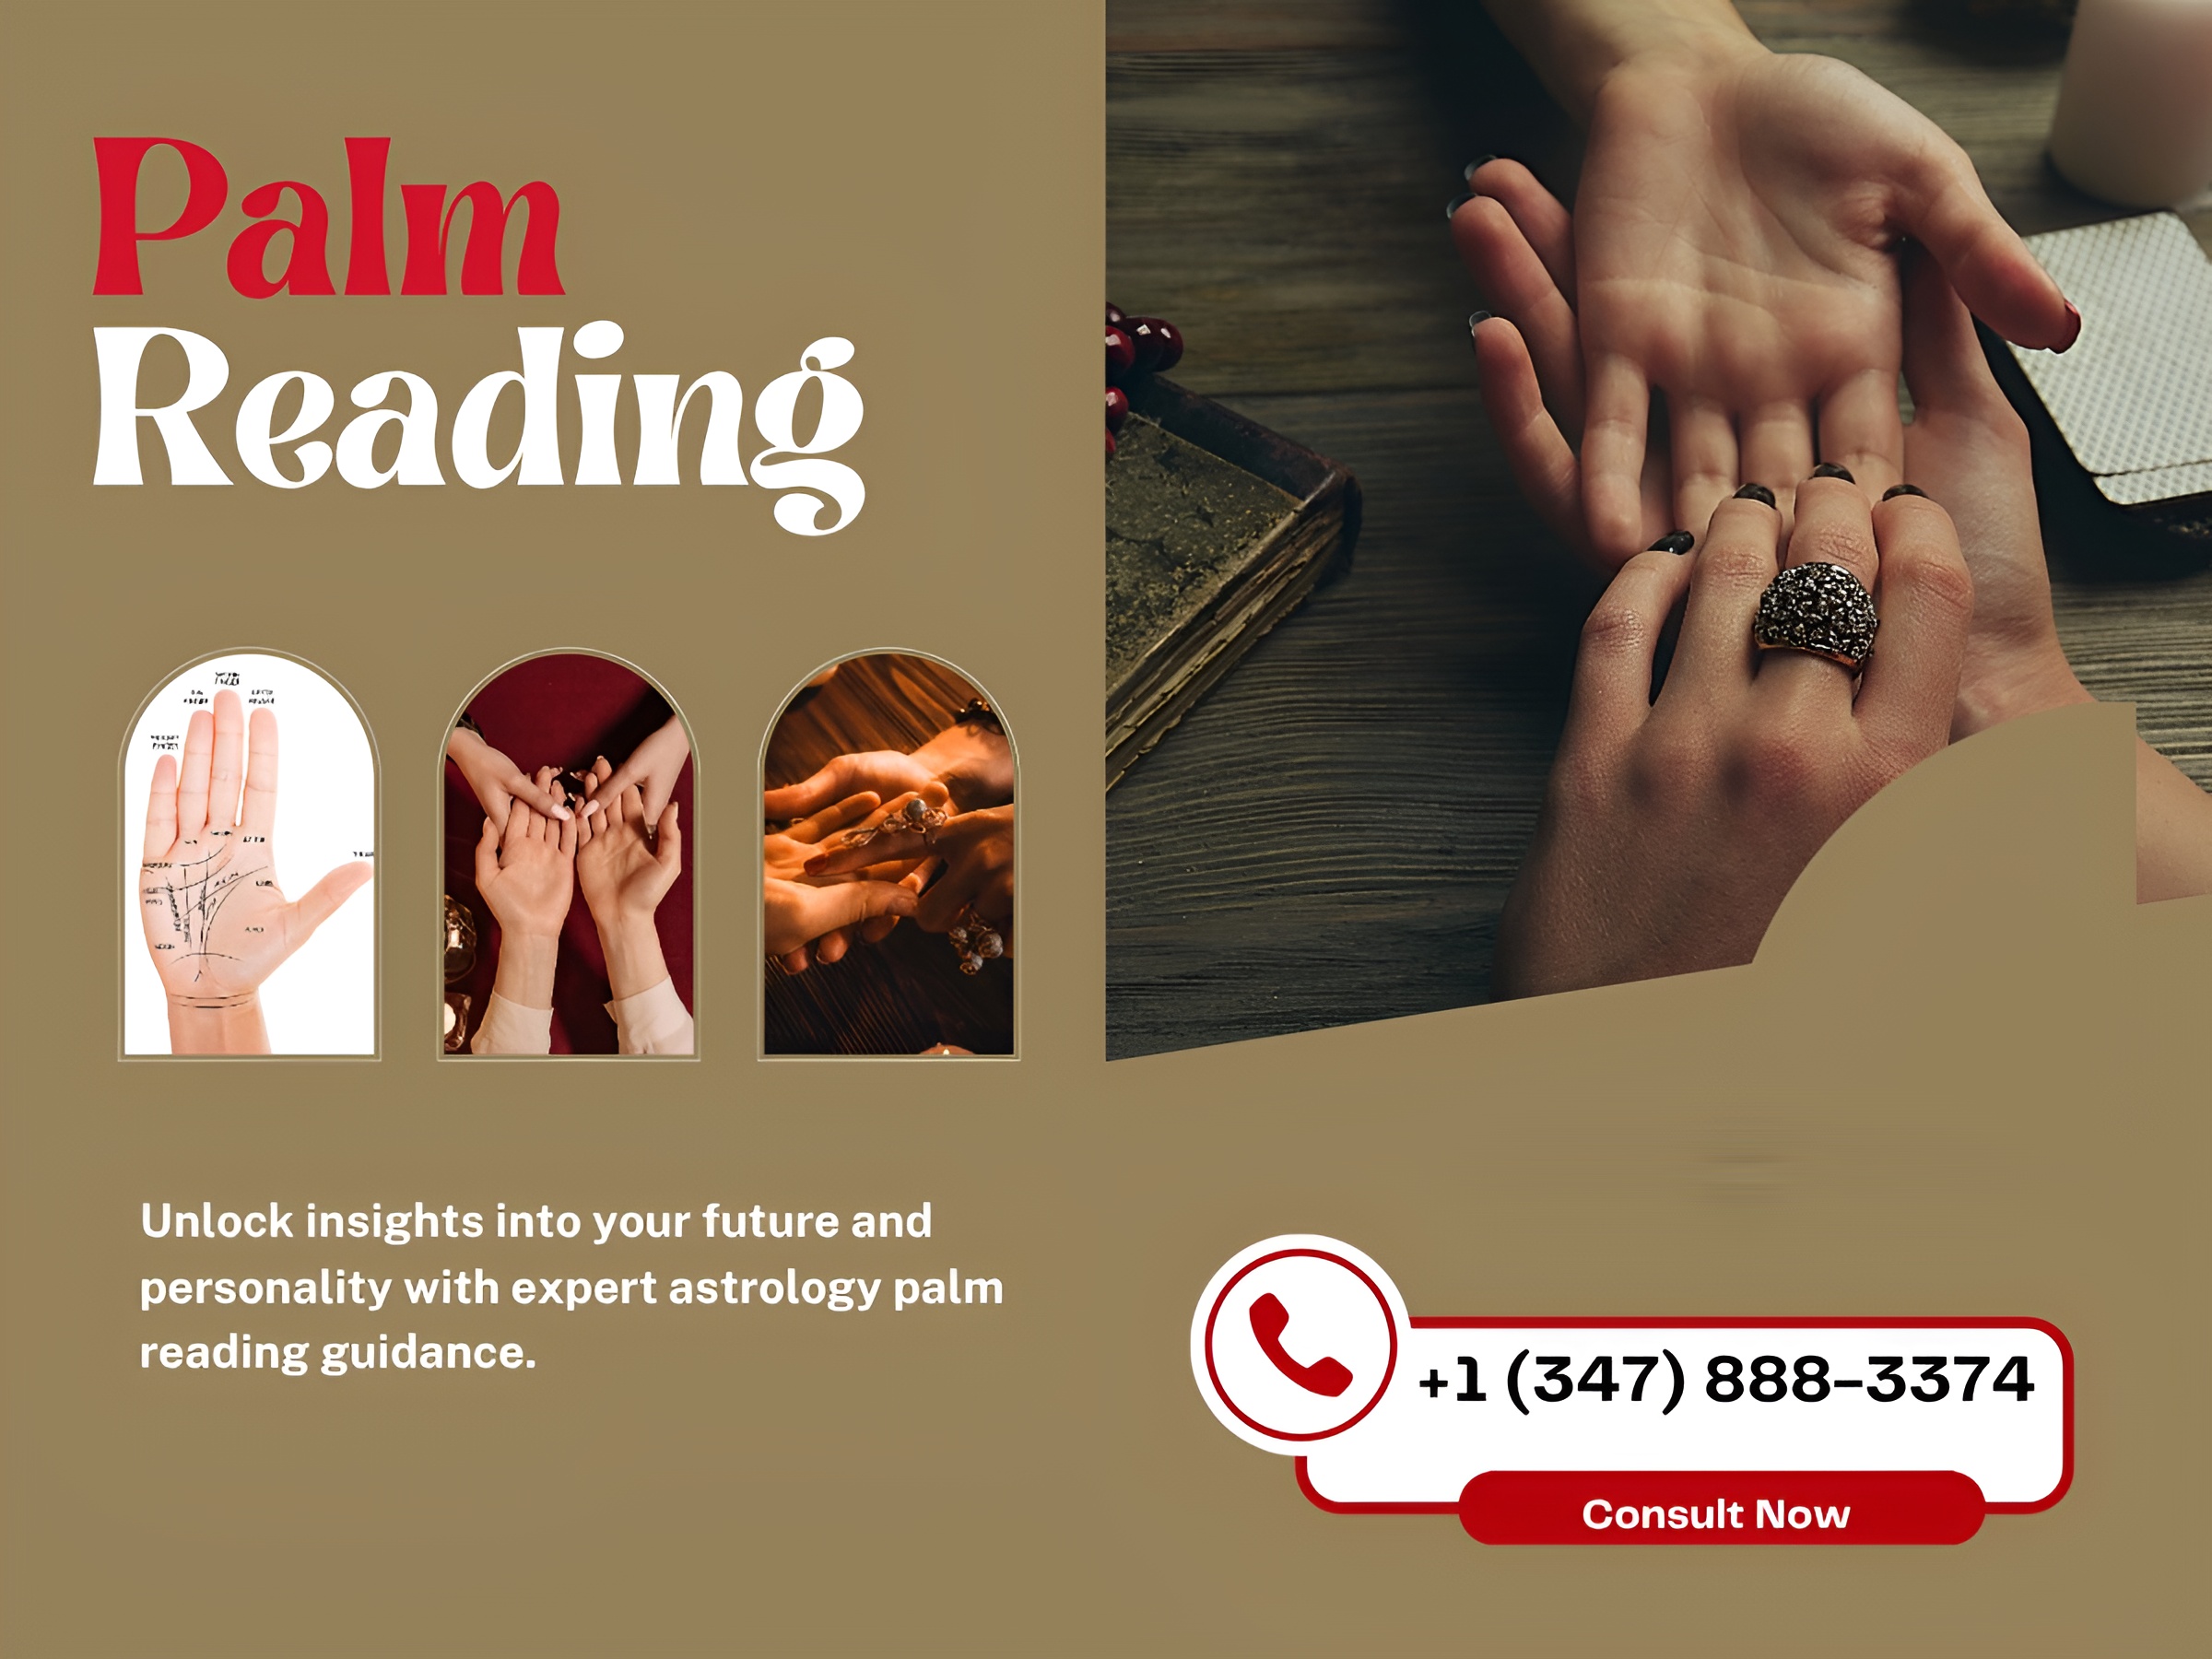 Palm
Reading
Unlock insights into your future and
personality with expert astrology palm
reading guidance.
+1 (347) 888-3374
Consult Now